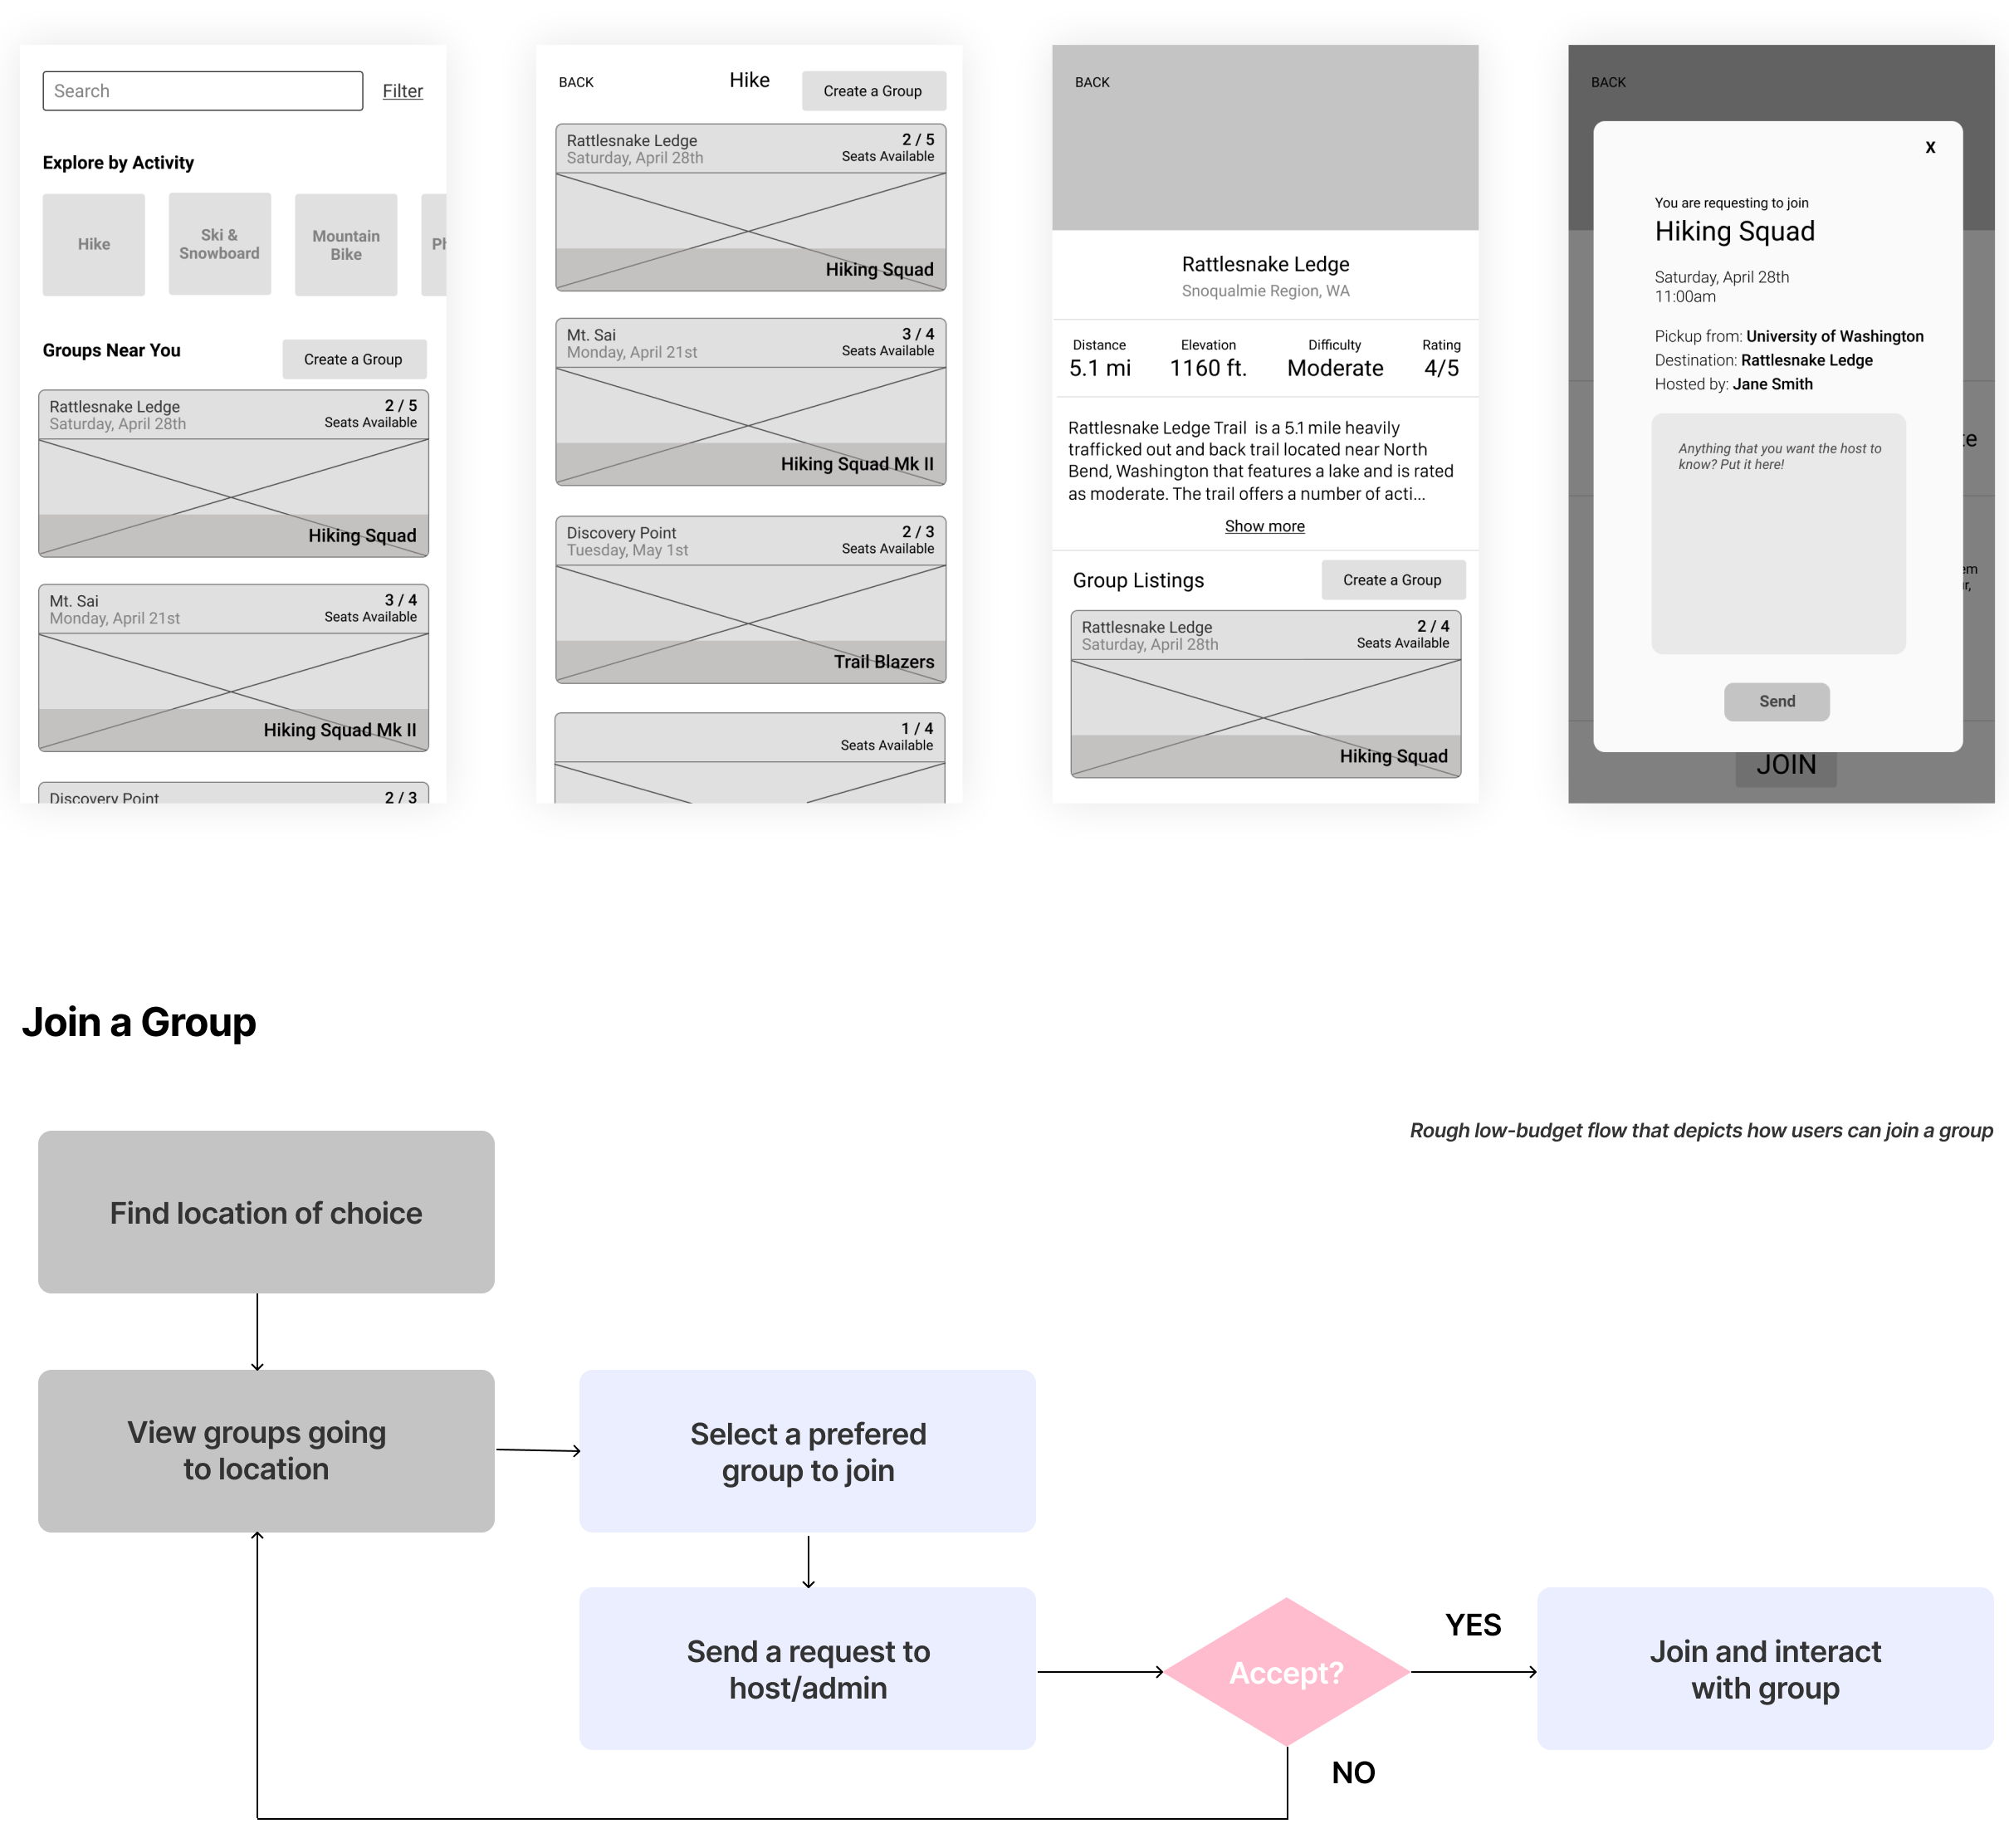 Search
Filter
Explore by Activity
Hike
Ski &
Snowboard
Mountain
Bike
Groups Near You
Create a Group
Rattlesnake Ledge
2 / 5
Saturday, April 28th
Seats Available
Hiking Squad
Mt. Sai
3 / 4
Monday, April 21st
Seats Available
Hiking Squad Mk II
Discovery Point
2 / 3
BACK
Hike
Create a Group
Rattlesnake Ledge
2 / 5
Saturday, April 28th
Seats Available
Hiking Squad
Mt. Sai
3 / 4
Monday, April 21st
Seats Available
Hiking Squad Mk II
Discovery Point
2 / 3
Tuesday, May 1st
Seats Available
Trail Blazers
1 / 4
Seats Available
BACK
Rattlesnake Ledge
Snoqualmie Region, WA
Distance
Elevation
Difficulty
Rating
5.1 mi
1160 ft.
Moderate
4/5
Rattlesnake Ledge Trail is a 5.1 mile heavily
trafficked out and back trail located near North
Bend, Washington that features a lake and is rated
as moderate. The trail offers a number of acti...
Show more
Group Listings
Create a Group
Rattlesnake Ledge
2 / 4
Saturday, April 28th
Seats Available
Hiking Squad
BACK
X
You are requesting to join
Hiking Squad
Saturday, April 28th
11:00am
Pickup from: University of Washington
Destination: Rattlesnake Ledge
Hosted by: Jane Smith
Anything that you want the host to
know? Put it here!
Send
JOIN
Join a Group
Rough low-budget flow that depicts how users can join a group
Find location of choice
View groups going
to location
Select a prefered
group to join
Send a request to
host/admin
Accept?
YES
NO
Join and interact
with group